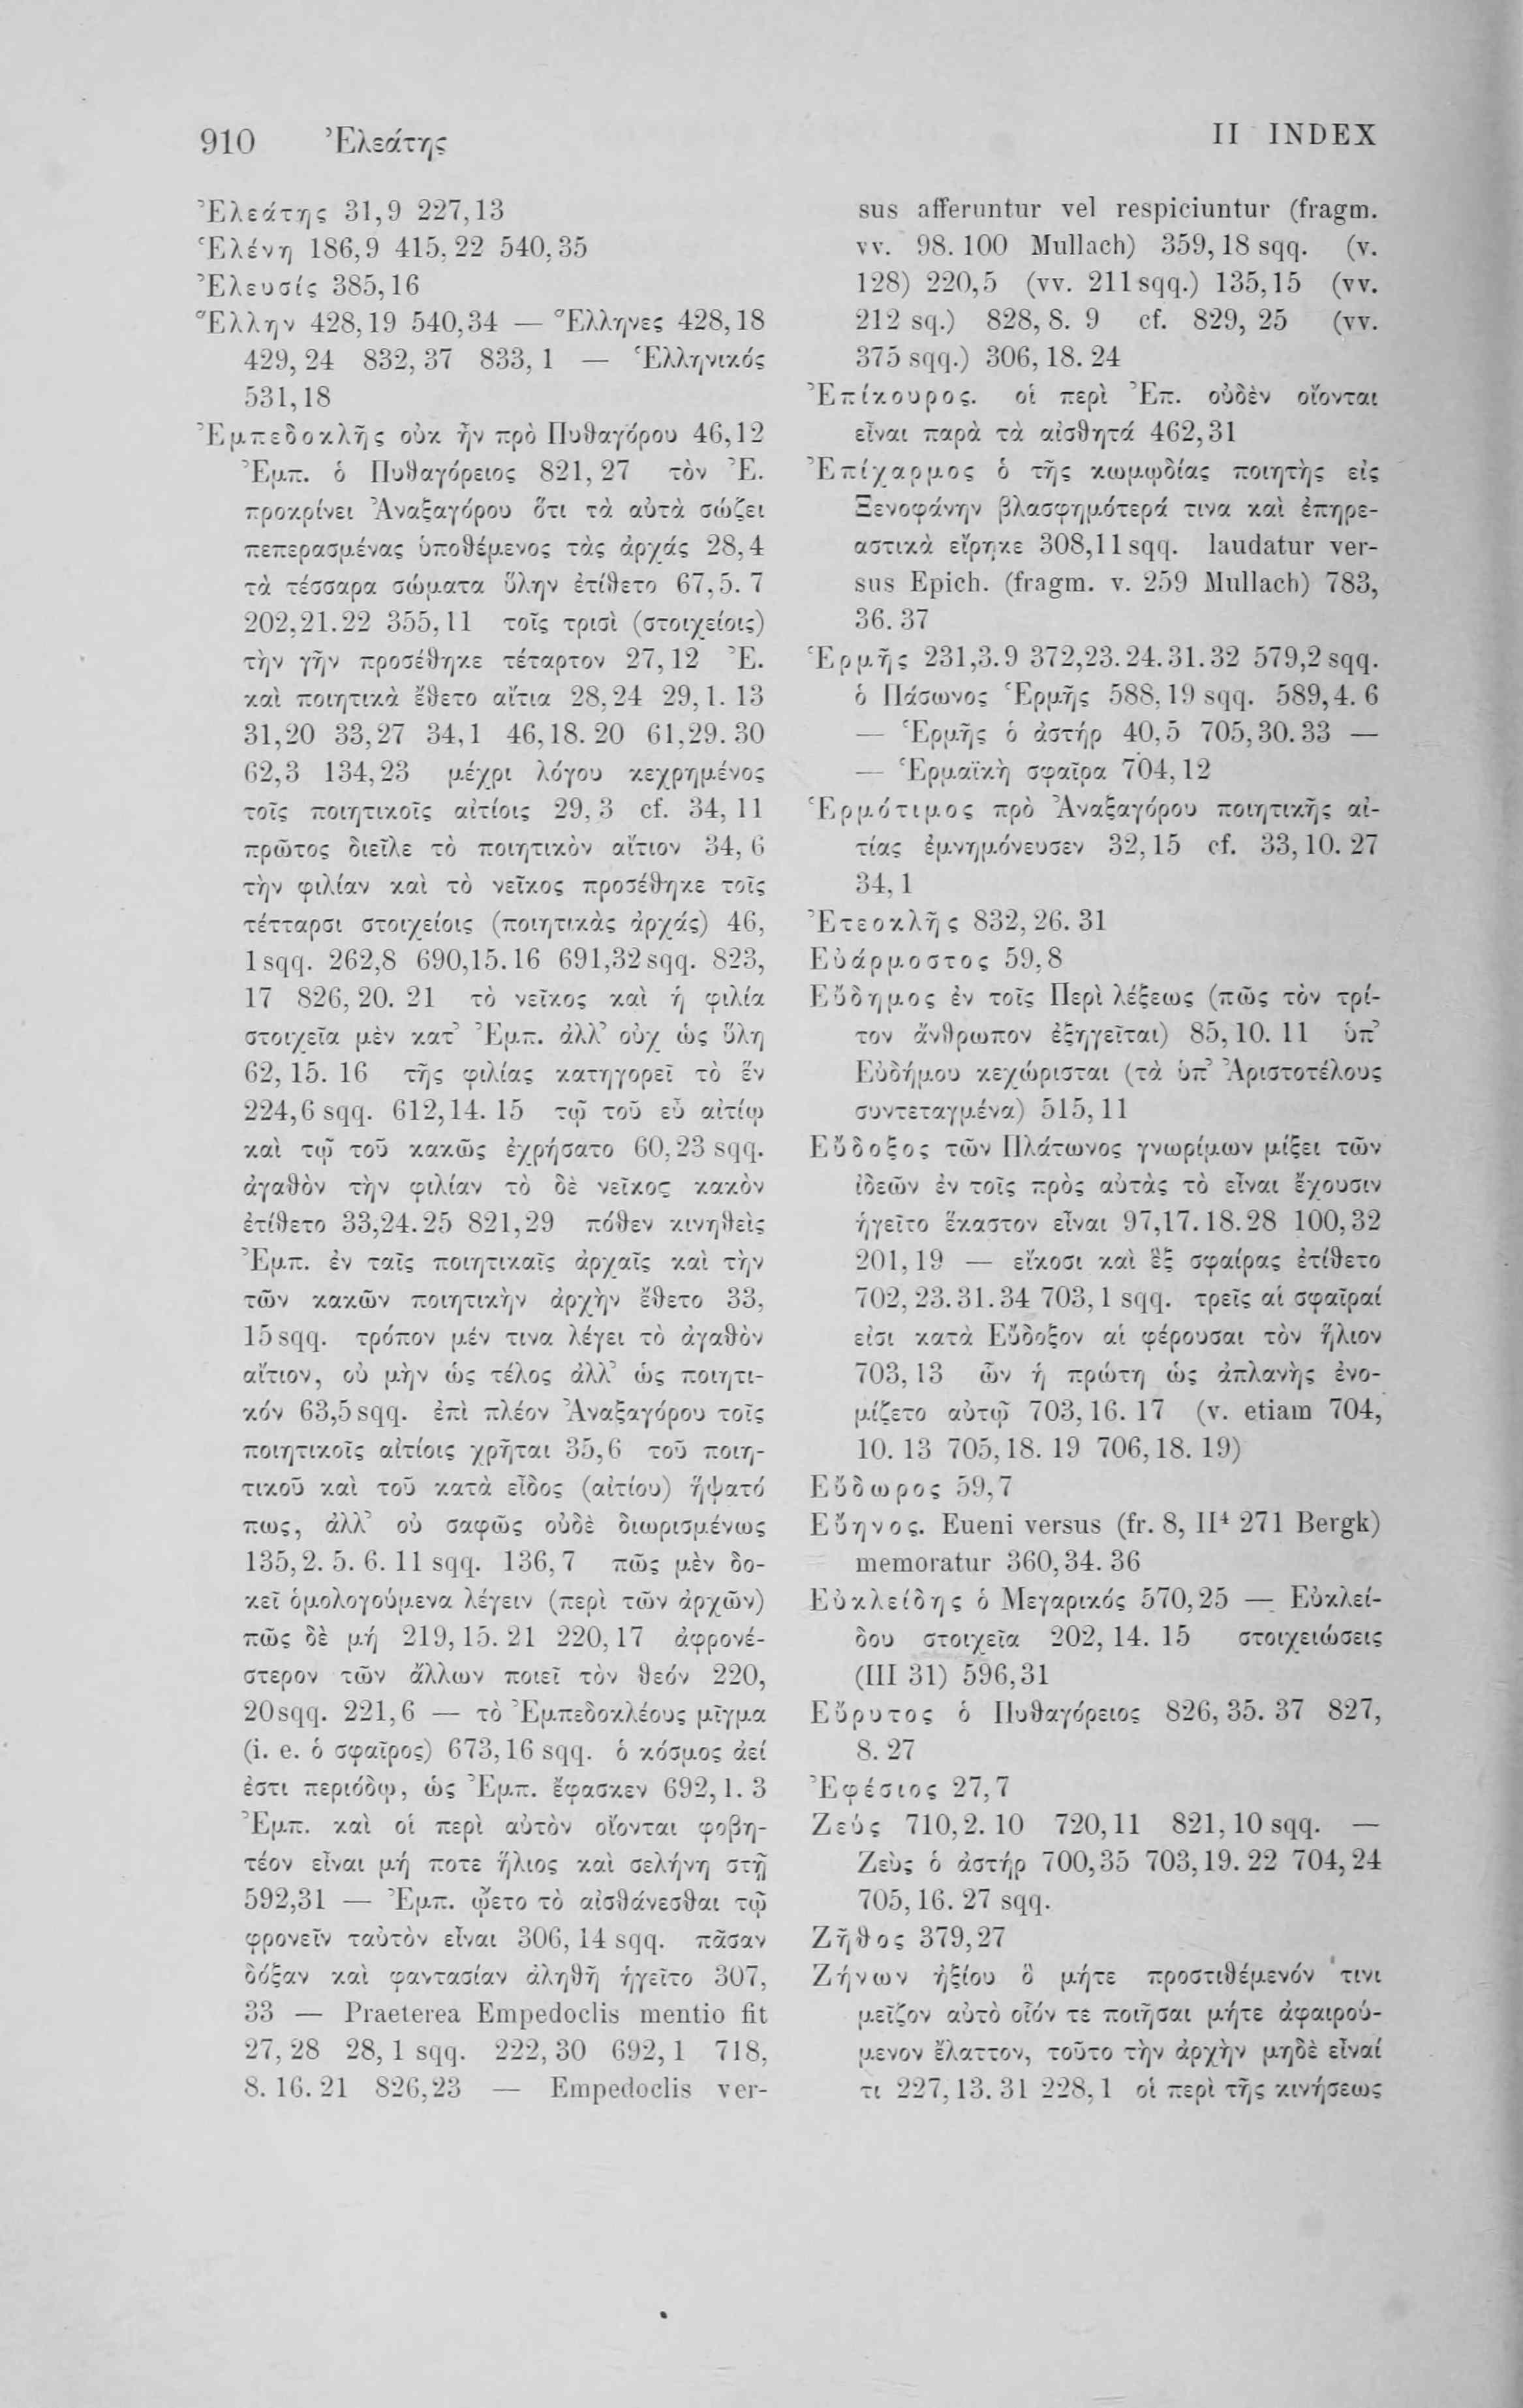 910 Ἐλεάτης
II INDEX
Ἐλεάτης 31,9 227,13
Ἑλένη 186,9 415,22 540,35
Ἐλευσίς 385,16
Ἕλλην 428,19 540,34 — Ἕλληνες 428,18
429,24 832,37 833,1 — Ἑλληνικός
531,18
Ἐμπεδοκλῆς οὐκ ἦν πρὸ Πυθαγόρου 46,12
Ἐμπ. ὁ Πυθαγόρειος 821,27 τὸν Ἐ.
προκρίνει Ἀναξαγόρου ὅτι τὰ αὐτὰ σώζει
πεπερασμένας ὑποθέμενος τὰς ἀρχάς 28,4
τὰ τέσσαρα σώματα ὕλην ἐτίθετο 67,5. 7
202,21.22 355,11 τοῖς τρισὶ (στοιχείοις)
τὴν γῆν προσέθηκε τέταρτον 27,12 Ἐ.
καὶ ποιητικὰ ἔθετο αἴτια 28,24 29,1. 13
31,20 33,27 34,1 46,18. 20 61,29. 30
62,3 134,23 μέχρι λόγου κεχρημένος
τοῖς ποιητικοῖς αἰτίοις 29,3 cf. 34,11
πρῶτος διεῖλε τὸ ποιητικὸν αἴτιον 34,6
τὴν φιλίαν καὶ τὸ νεῖκος προσέθηκε τοῖς
τέτταρσι στοιχείοις (ποιητικὰς ἀρχάς) 46,
1 sqq. 262,8 690,15.16 691,32 sqq. 823,
17 826,20. 21 τὸ νεῖκος καὶ ἡ φιλία
στοιχεῖα μὲν κατ’ Ἐμπ. ἀλλ’ οὐχ ὡς ὕλη
62,15. 16 τῆς φιλίας κατηγορεῖ τὸ ἕν
224,6 sqq. 612,14. 15 τῷ τοῦ εὖ αἰτίῳ
καὶ τῷ τοῦ κακῶς ἐχρήσατο 60,23 sqq.
ἀγαθὸν τὴν φιλίαν τὸ δὲ νεῖκος κακὸν
ἐτίθετο 33,24.25 821,29 πόθεν κινηθεὶς
Ἐμπ. ἐν ταῖς ποιητικαῖς ἀρχαῖς καὶ τὴν
τῶν κακῶν ποιητικὴν ἀρχὴν ἔθετο 33,
15 sqq. τρόπον μέν τινα λέγει τὸ ἀγαθὸν
αἴτιον, οὐ μὴν ὡς τέλος ἀλλ’ ὡς ποιητι-
κόν 63,5 sqq. ἐπὶ πλέον Ἀναξαγόρου τοῖς
ποιητικοῖς αἰτίοις χρῆται 35,6 τοῦ ποιη-
τικοῦ καὶ τοῦ κατὰ εἶδος (αἰτίου) ἥψατό
πως, ἀλλ’ οὐ σαφῶς οὐδὲ διωρισμένως
135,2. 5. 6. 11 sqq. 136,7 πῶς μὲν δο-
κεῖ ὁμολογούμενα λέγειν (περὶ τῶν ἀρχῶν)
πῶς δὲ μή 219,15. 21 220,17 ἀφρονέ-
στερον τῶν ἄλλων ποιεῖ τὸν θεόν 220,
20 sqq. 221,6 — τὸ Ἐμπεδοκλέους μῖγμα
(i. e. ὁ σφαῖρος) 673,16 sqq. ὁ κόσμος ἀεί
ἐστι περιόδῳ, ὡς Ἐμπ. ἔφασκεν 692,1. 3
Ἐμπ. καὶ οἱ περὶ αὐτὸν οἴονται φοβη-
τέον εἶναι μή ποτε ἥλιος καὶ σελήνη στῇ
592,31 — Ἐμπ. ᾤετο τὸ αἰσθάνεσθαι τῷ
φρονεῖν ταὐτὸν εἶναι 306,14 sqq. πᾶσαν
δόξαν καὶ φαντασίαν ἀληθῆ ἡγεῖτο 307,
33 — Praeterea Empedoclis mentio fit
27,28 28,1 sqq. 222,30 692,1 718,
8. 16. 21 826,23 — Empedoclis ver-
sus afferuntur vel respiciuntur (fragm.
vv. 98. 100 Mullach) 359,18 sqq. (v.
128) 220,5 (vv. 211 sqq.) 135,15 (vv.
212 sq.) 828,8. 9 cf. 829,25 (vv.
375 sqq.) 306,18. 24
Ἐπίκουρος. οἱ περὶ Ἐπ. οὐδὲν οἴονται
εἶναι παρὰ τὰ αἰσθητά 462,31
Ἐπίχαρμος ὁ τῆς κωμῳδίας ποιητὴς εἰς
Ξενοφάνην βλασφημότερά τινα καὶ ἐπηρε-
αστικὰ εἴρηκε 308,11 sqq. laudatur ver-
sus Epich. (fragm. v. 259 Mullach) 783,
36. 37
Ἑρμῆς 231,3.9 372,23.24.31.32 579,2 sqq.
ὁ Πάσωνος Ἑρμῆς 588,19 sqq. 589,4. 6
— Ἑρμῆς ὁ ἀστήρ 40,5 705,30.33 —
— Ἑρμαϊκὴ σφαῖρα 704,12
Ἑρμότιμος πρὸ Ἀναξαγόρου ποιητικῆς αἰ-
τίας ἐμνημόνευσεν 32,15 cf. 33,10. 27
34,1
Ἐτεοκλῆς 832,26. 31
Εὐάρμοστος 59,8
Εὔδημος ἐν τοῖς Περὶ λέξεως (πῶς τὸν τρί-
τον ἄνθρωπον ἐξηγεῖται) 85,10. 11 ὑπ’
Εὐδήμου κεχώρισται (τὰ ὑπ’ Ἀριστοτέλους
συντεταγμένα) 515,11
Εὔδοξος τῶν Πλάτωνος γνωρίμων μίξει τῶν
ἰδεῶν ἐν τοῖς πρὸς αὐτὰς τὸ εἶναι ἔχουσιν
ἡγεῖτο ἕκαστον εἶναι 97,17.18.28 100,32
201,19 — εἴκοσι καὶ ἓξ σφαίρας ἐτίθετο
702,23.31.34 703,1 sqq. τρεῖς αἱ σφαῖραί
εἰσι κατὰ Εὔδοξον αἱ φέρουσαι τὸν ἥλιον
703,13 ὧν ἡ πρώτη ὡς ἀπλανὴς ἐνο-
μίζετο αὐτῷ 703,16. 17 (v. etiam 704,
10. 13 705,18. 19 706,18. 19)
Εὔδωρος 59,7
Εὔηνος. Eueni versus (fr. 8, II⁴ 271 Bergk)
memoratur 360,34. 36
Εὐκλείδης ὁ Μεγαρικός 570,25 — Εὐκλεί-
δου στοιχεῖα 202,14. 15 στοιχειώσεις
(III 31) 596,31
Εὔρυτος ὁ Πυθαγόρειος 826,35. 37 827,
8. 27
Ἐφέσιος 27,7
Ζεύς 710,2. 10 720,11 821,10 sqq. —
Ζεὺς ὁ ἀστήρ 700,35 703,19. 22 704,24
705,16. 27 sqq.
Ζῆθος 379,27
Ζήνων ἠξίου ὃ μήτε προστιθέμενόν τινι
μεῖζον αὐτὸ οἷόν τε ποιῆσαι μήτε ἀφαιρού-
μενον ἔλαττον, τοῦτο τὴν ἀρχὴν μηδὲ εἶναί
τι 227,13. 31 228,1 οἱ περὶ τῆς κινήσεως